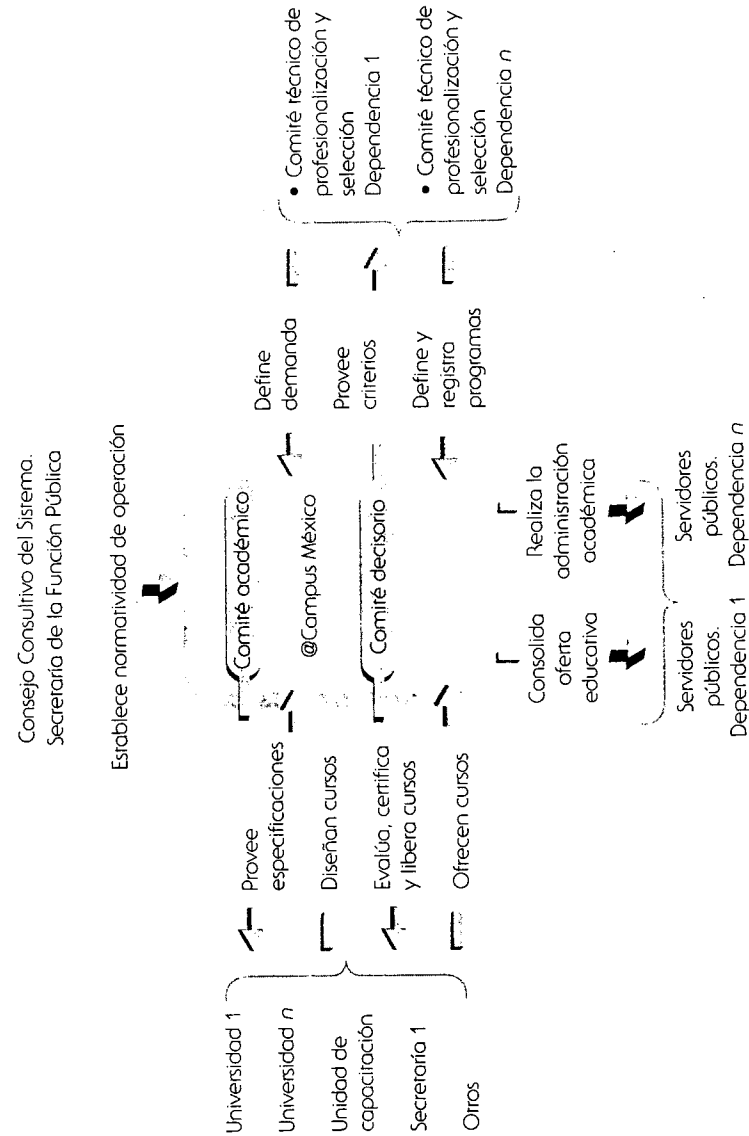 Consejo Consultivo del Sistema.
Secretaría de la Función Pública
Establece normatividad de operación
Universidad 1
Universidad n
Unidad de
capacitación
Secretaría 1
Otros
Provee
especificaciones
Diseñan cursos
Evalúa, certifica
y libera cursos
Ofrecen cursos
Comité académico
@Campus México
Comité decisorio
Define
demanda
Provee
criterios
Define y
registra
programas
• Comité técnico de
profesionalización y
selección
Dependencia 1
• Comité técnico de
profesionalización y
selección
Dependencia n
Consolida
oferta
educativa
Realiza la
administración
académica
Servidores
públicos.
Dependencia 1
Servidores
públicos.
Dependencia n